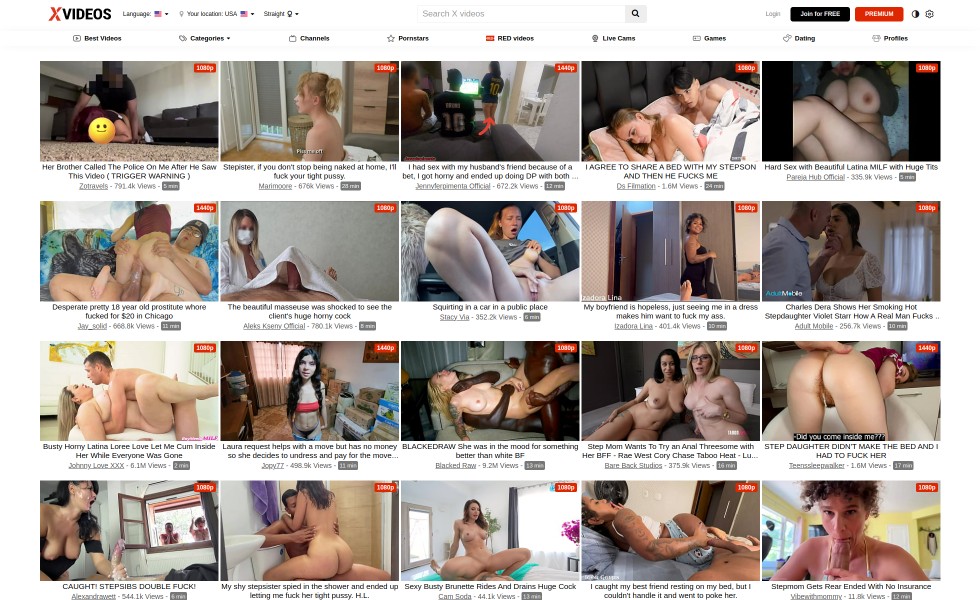 XVIDEOS
Language:
Your location: USA
Straight
Search X videos
Login
Join for FREE
PREMIUM
Best Videos
Categories
Channels
Pornstars
RED videos
Live Cams
Games
Dating
Profiles
1080p
1080p
Plump me off
1440p
1080p
1080p
Her Brother Called The Police On Me After He Saw
This Video ( TRIGGER WARNING )
Zotravels - 791.4k Views - 5 min
Stepister, if you don't stop being naked at home, I'll
fuck your tight pussy.
Marimoore - 676k Views - 28 min
I had sex with my husband's friend because of a
bet, I got horny and ended up doing DP with both ...
Jennyferpimenta Official - 672.2k Views - 12 min
I AGREE TO SHARE A BED WITH MY STEPSON
AND THEN HE FUCKS ME
Ds Filmation - 1.6M Views - 24 min
Hard Sex with Beautiful Latina MILF with Huge Tits
Pareja Hub Official - 335.9k Views - 5 min
1440p
1080p
1080p
Izadora Lina
1080p
AdultMobile
1080p
Desperate pretty 18 year old prostitute whore
fucked for $20 in Chicago
Jay_solid - 668.8k Views - 11 min
The beautiful masseuse was shocked to see the
client's huge horny cock
Aleks Kseny Official - 780.1k Views - 8 min
Squirting in a car in a public place
Stacy Via - 352.2k Views - 6 min
My boyfriend is hopeless, just seeing me in a dress
makes him want to fuck my ass.
Izadora Lina - 401.4k Views - 10 min
Charles Dera Shows Her Smoking Hot
Stepdaughter Violet Starr How A Real Man Fucks ..
Adult Mobile - 256.7k Views - 10 min
1080p
1440p
1080p
1080p
1440p
-Did you come inside me???
Busty Horny Latina Loree Love Let Me Cum Inside
Her While Everyone Was Gone
Johnny Love XXX - 6.1M Views - 2 min
Laura request helps with a move but has no money
so she decides to undress and pay for the move...
Jopy77 - 498.9k Views - 11 min
BLACKEDRAW She was in the mood for something
better than white BF
Blacked Raw - 9.2M Views - 13 min
Step Mom Wants To Try an Anal Threesome with
Her BFF - Rae West Cory Chase Taboo Heat - Lu...
Bare Back Studios - 375.9k Views - 16 min
STEP DAUGHTER DIDN'T MAKE THE BED AND I
HAD TO FUCK HER
Teenssleepwalker - 1.6M Views - 17 min
1080p
1080p
1080p
1080p
1080p
CAUGHT! STEPSIBS DOUBLE FUCK!
Alexandrawett - 544.1k Views - 6 min
My shy stepsister spied in the shower and ended up
letting me fuck her tight pussy. H.L.
Sexy Busty Brunette Rides And Drains Huge Cock
Cam Soda - 44.1k Views - 13 min
I caught my best friend resting on my bed, but I
couldn't handle it and went to poke her.
Stepmom Gets Rear Ended With No Insurance
Vibewithmommy - 11.8k Views - 12 min